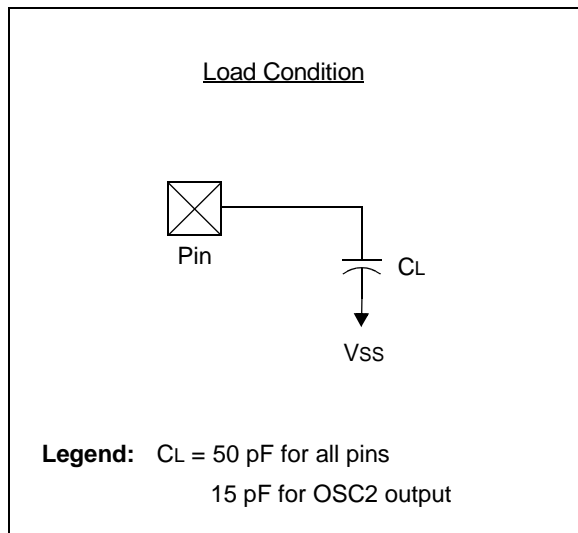 Load Condition
Pin
CL
VSS
Legend: CL = 50 pF for all pins
15 pF for OSC2 output